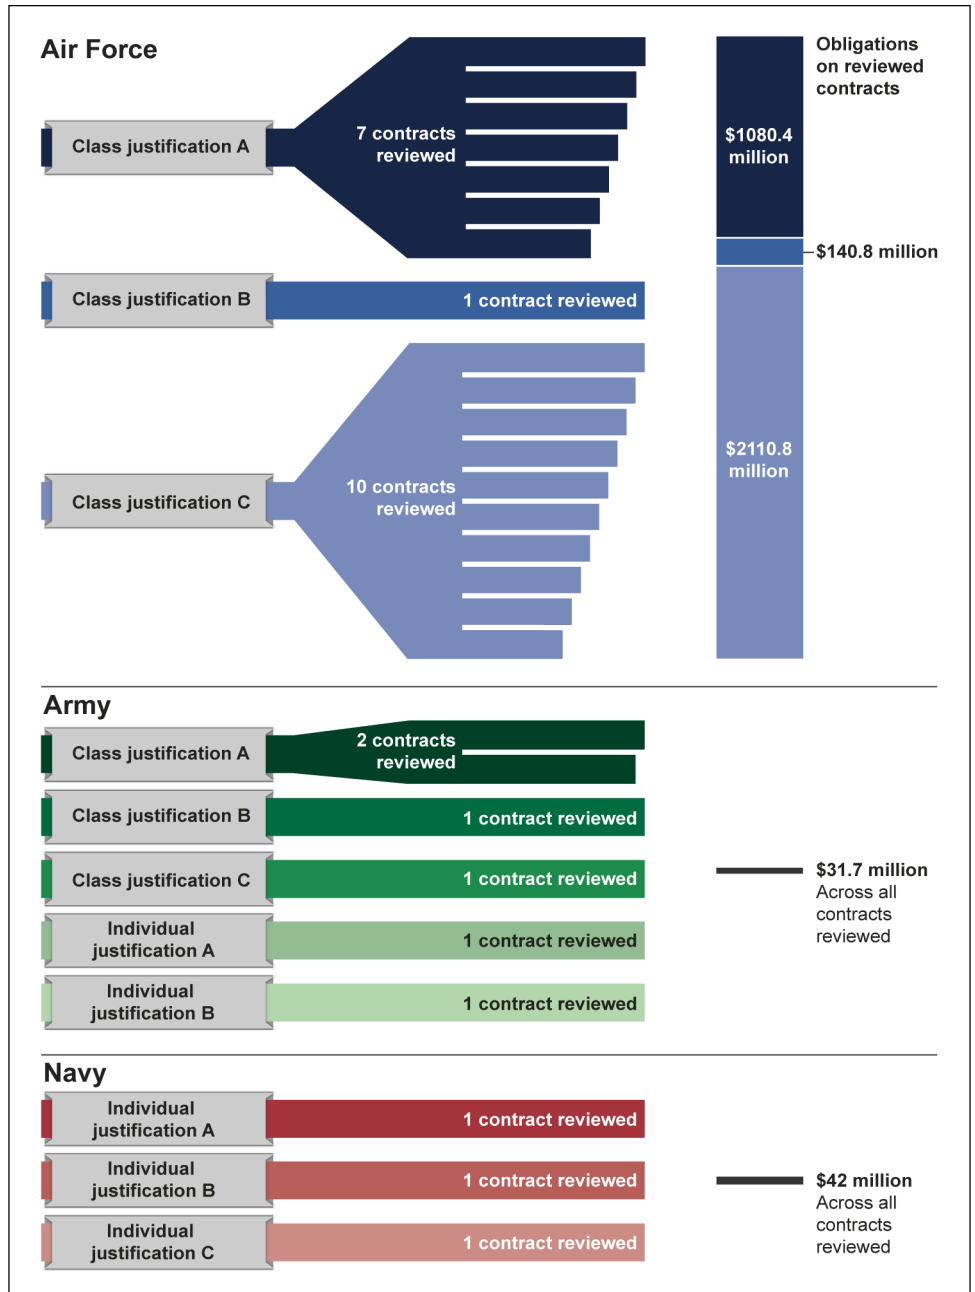 Air Force
Obligations
on reviewed
contracts
Class justification A
7 contracts
reviewed
$1080.4
million
$140.8 million
Class justification B
1 contract reviewed
Class justification C
10 contracts
reviewed
$2110.8
million
Army
Class justification A
2 contracts
reviewed
Class justification B
1 contract reviewed
Class justification C
1 contract reviewed
Individual
justification A
1 contract reviewed
Individual
justification B
1 contract reviewed
$31.7 million
Across all
contracts
reviewed
Navy
Individual
justification A
1 contract reviewed
Individual
justification B
1 contract reviewed
Individual
justification C
1 contract reviewed
$42 million
Across all
contracts
reviewed